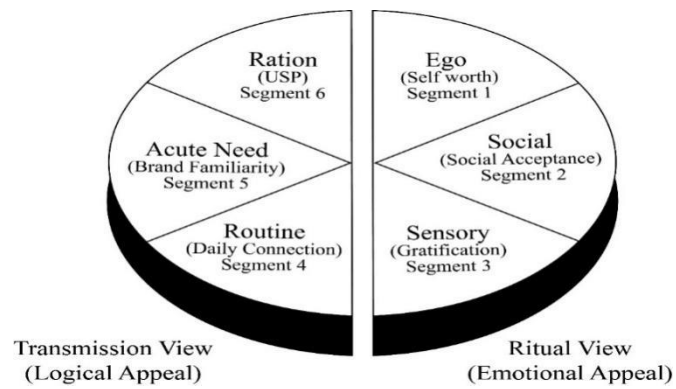 Ration
(USP)
Segment 6
Ego
(Self worth)
Segment 1
Acute Need
(Brand Familiarity)
Segment 5
Social
(Social Acceptance)
Segment 2
Routine
(Daily Connection)
Segment 4
Sensory
(Gratification)
Segment 3
Transmission View
(Logical Appeal)
Ritual View
(Emotional Appeal)